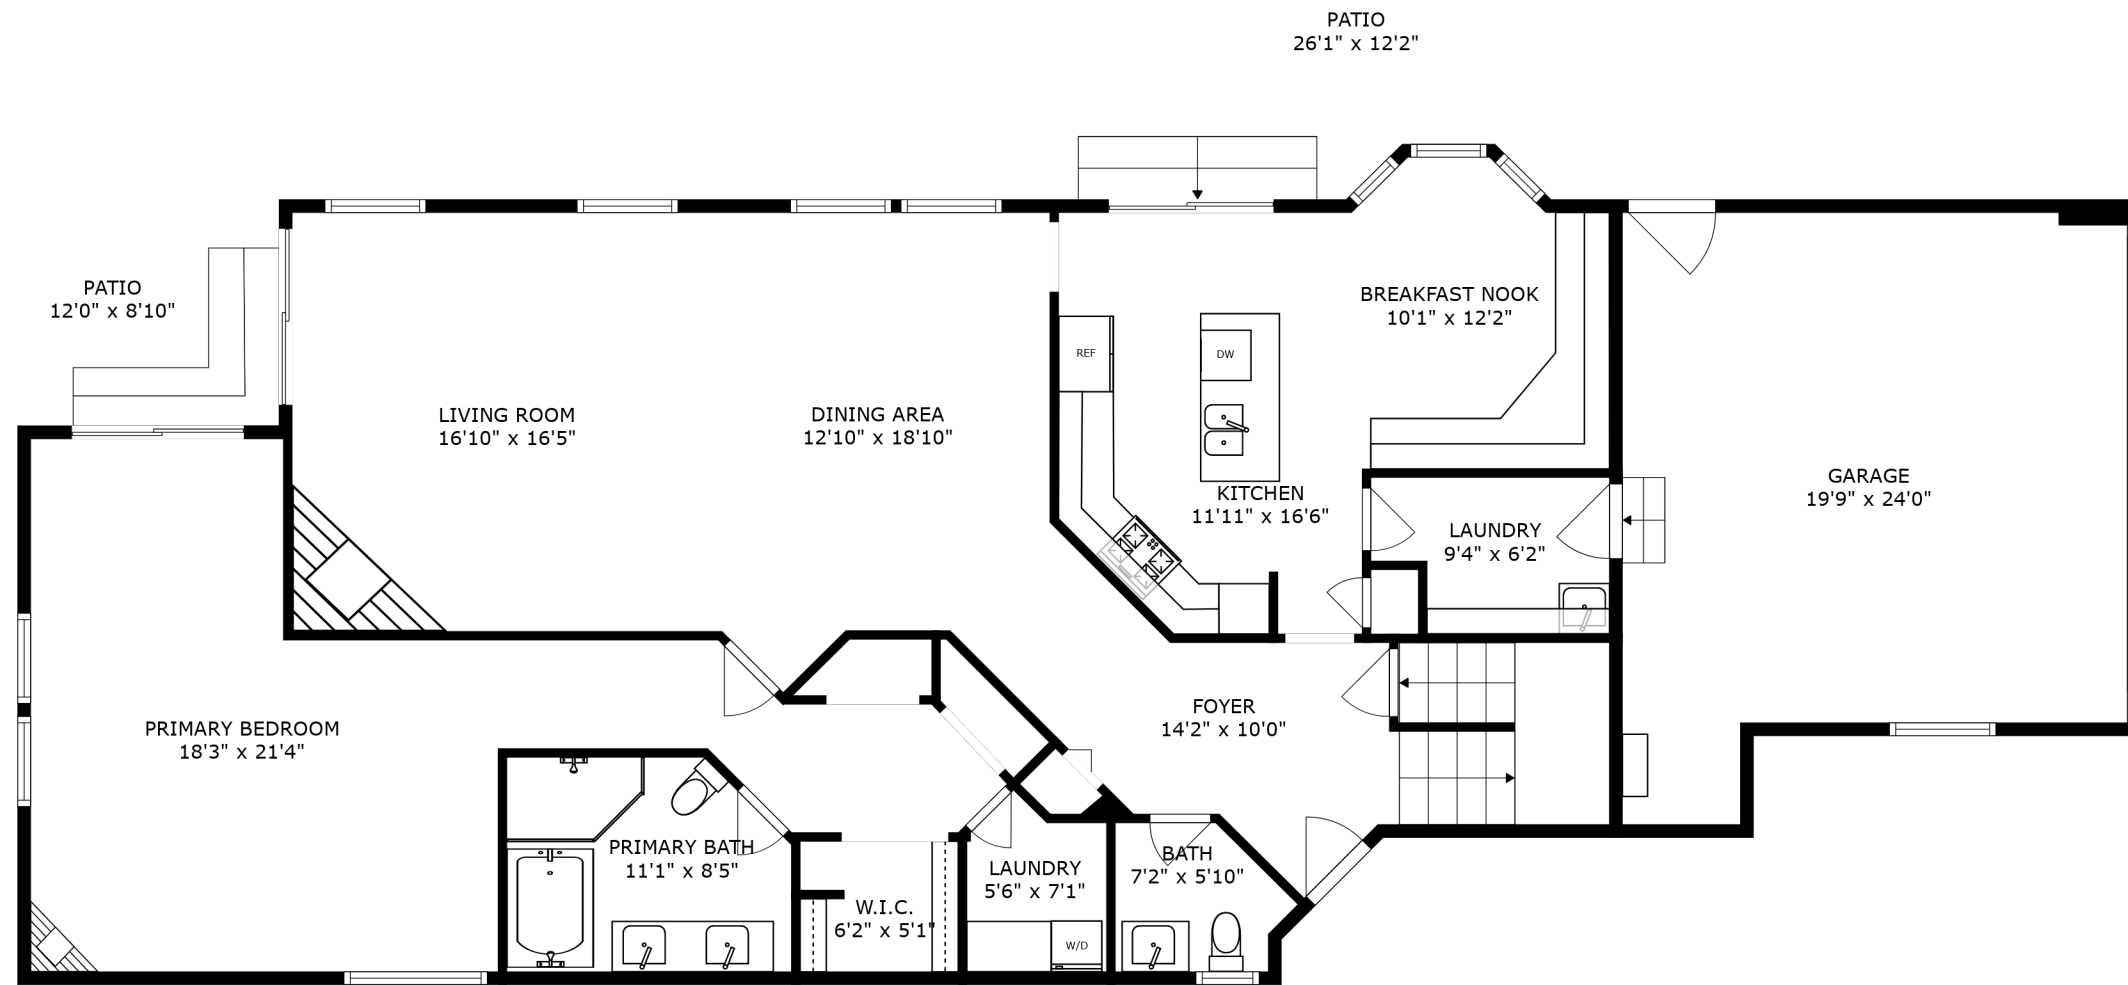 PATIO
26'1" x 12'2"
PATIO
12'0" x 8'10"
BREAKFAST NOOK
10'1" x 12'2"
REF
DW
LIVING ROOM
16'10" x 16'5"
DINING AREA
12'10" x 18'10"
KITCHEN
11'11" x 16'6"
GARAGE
19'9" x 24'0"
LAUNDRY
9'4" x 6'2"
FOYER
14'2" x 10'0"
PRIMARY BEDROOM
18'3" x 21'4"
PRIMARY BATH
11'1" x 8'5"
BATH
7'2" x 5'10"
LAUNDRY
5'6" x 7'1"
W.I.C.
6'2" x 5'1"
W/D